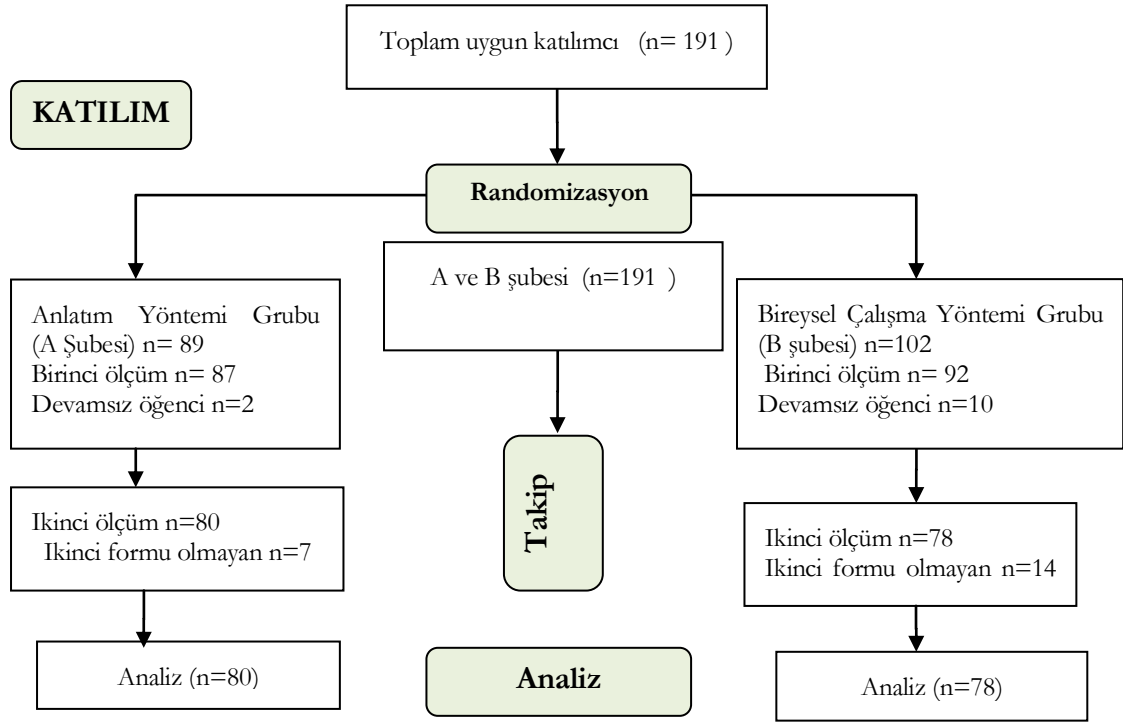 Toplam uygun katılımcı (n= 191 )
KATILIM
Randomizasyon
A ve B şubesi (n=191 )
Anlatım Yöntemi Grubu
(A Şubesi) n= 89
Birinci ölçüm n= 87
Devamsız öğenci n=2
Bireysel Çalışma Yöntemi Grubu
(B şubesi) n=102
Birinci ölçüm n= 92
Devamsız öğenci n=10
Takip
Ikinci ölçüm n=80
Ikinci formu olmayan n=7
Ikinci ölçüm n=78
Ikinci formu olmayan n=14
Analiz (n=80)
Analiz
Analiz (n=78)